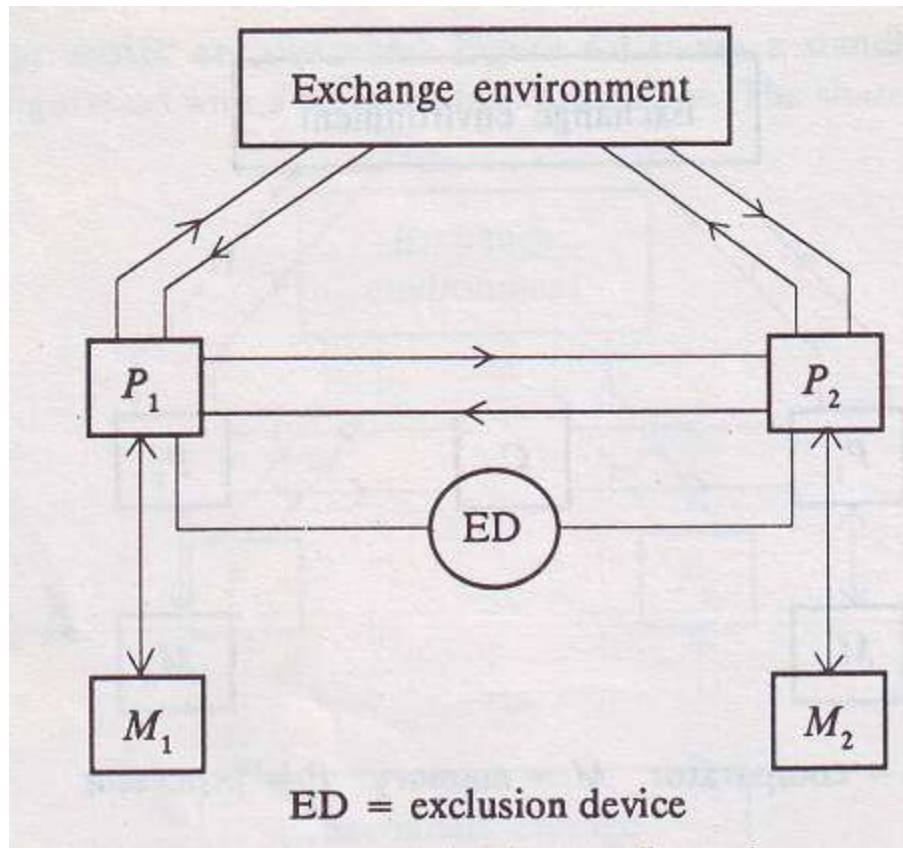 Exchange environment
P1 P2
ED
M1 M2
ED = exclusion device